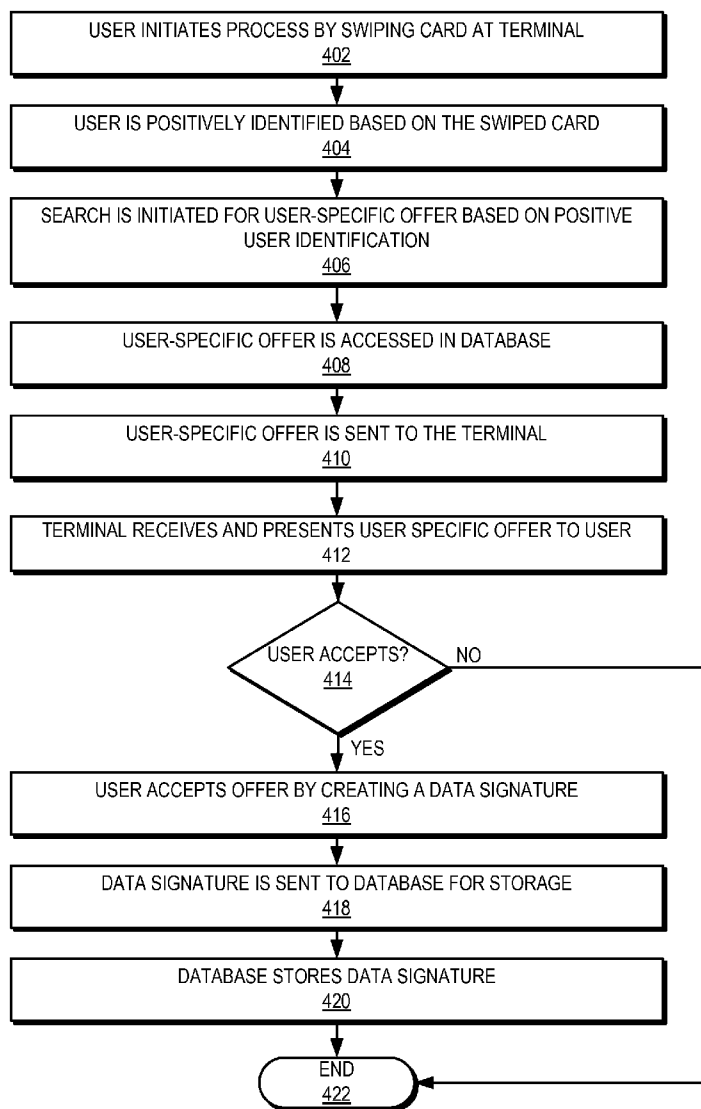 USER INITIATES PROCESS BY SWIPING CARD AT TERMINAL
402
USER IS POSITIVELY IDENTIFIED BASED ON THE SWIPED CARD
404
SEARCH IS INITIATED FOR USER-SPECIFIC OFFER BASED ON POSITIVE
USER IDENTIFICATION
406
USER-SPECIFIC OFFER IS ACCESSED IN DATABASE
408
USER-SPECIFIC OFFER IS SENT TO THE TERMINAL
410
TERMINAL RECEIVES AND PRESENTS USER SPECIFIC OFFER TO USER
412
USER ACCEPTS?
414
NO
YES
USER ACCEPTS OFFER BY CREATING A DATA SIGNATURE
416
DATA SIGNATURE IS SENT TO DATABASE FOR STORAGE
418
DATABASE STORES DATA SIGNATURE
420
END
422